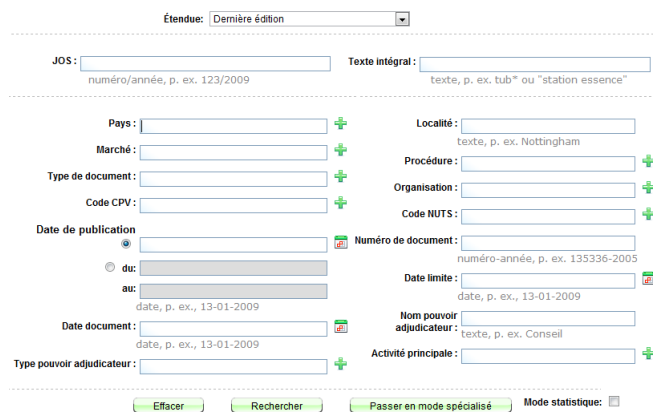 Étendue: Dernière édition
JOS : Texte intégral :
numéro/année, p. ex. 123/2009 texte, p. ex. tub* ou "station essence"
Pays : Localité :
texte, p. ex. Nottingham
Marché : Procédure :
Type de document : Organisation :
Code CPV : Code NUTS :
Date de publication
Numéro de document :
numéro-année, p. ex. 135336-2005
du: Date limite :
au: date, p. ex., 13-01-2009
date, p. ex., 13-01-2009
Nom pouvoir
Date document : adjudicateur :
texte, p. ex. Conseil
date, p. ex., 13-01-2009
Type pouvoir adjudicateur : Activité principale :
Effacer Rechercher Passer en mode spécialisé Mode statistique: